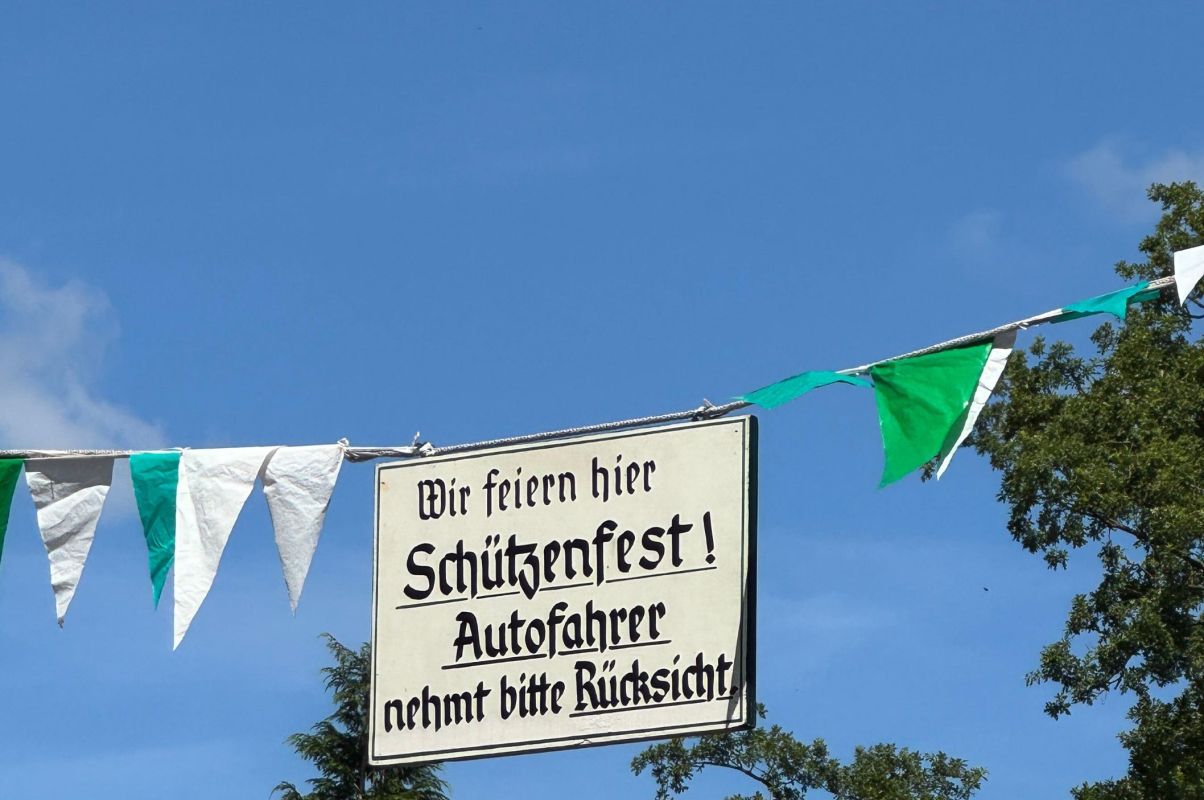 Wir feiern hier
Schützenfest!
Autofahrer
nehmt bitte Rücksicht.